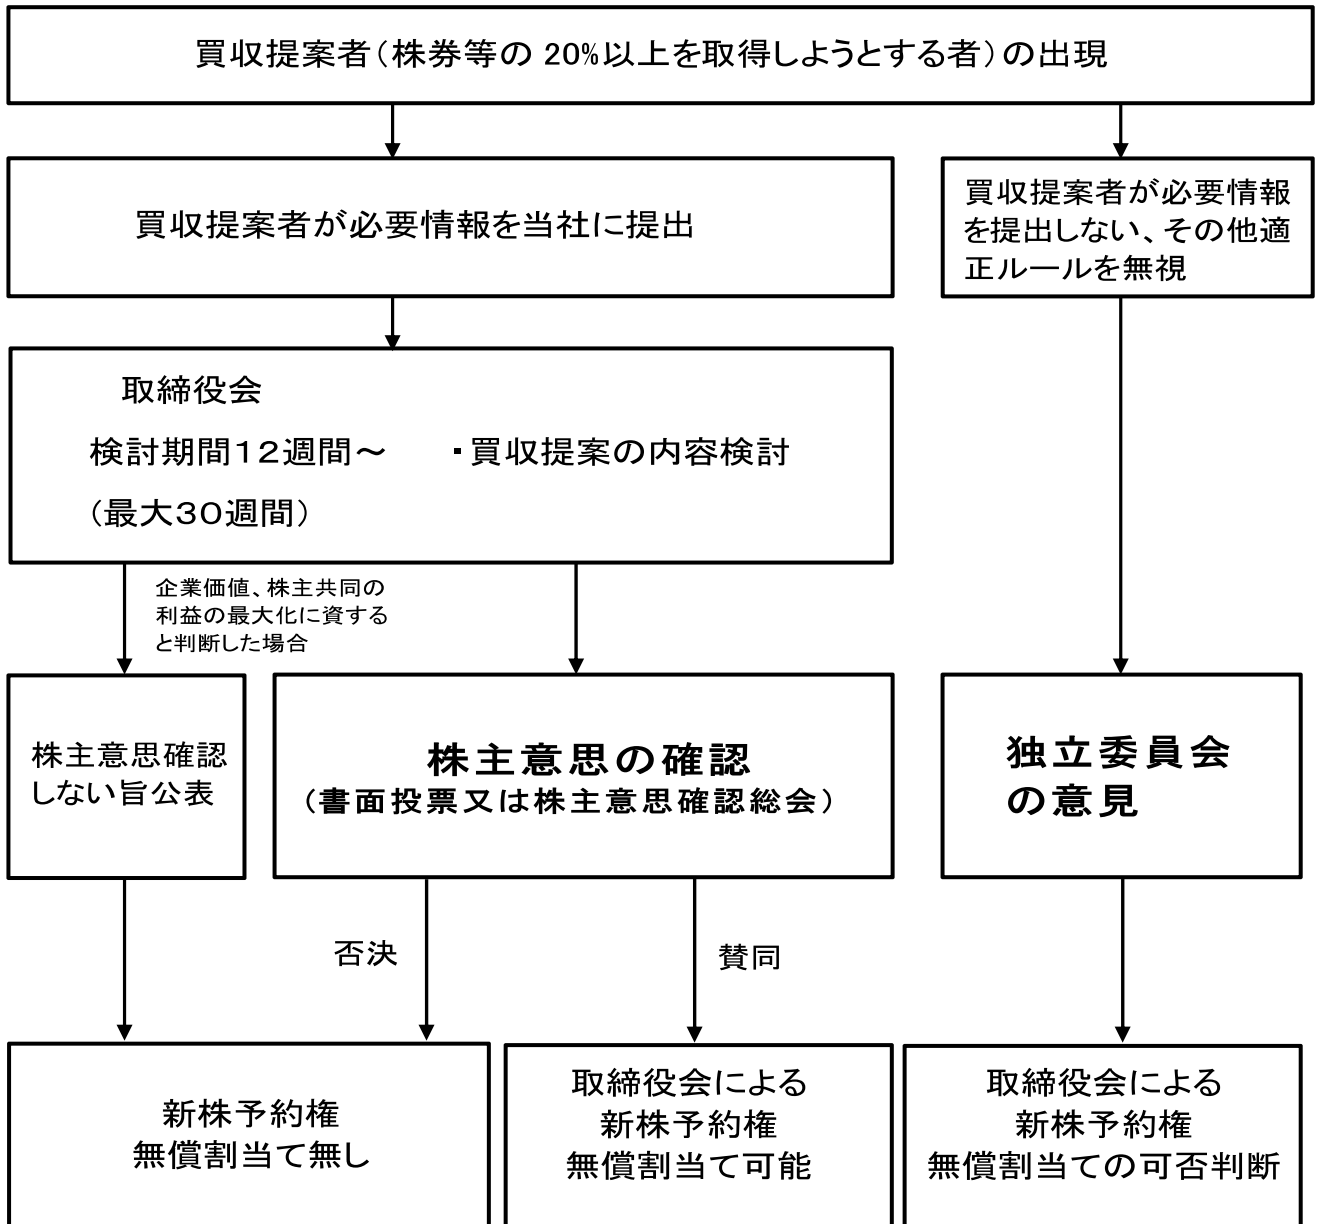 買収提案者（株券等の 20%以上を取得しようとする者）の出現
買収提案者が必要情報を当社に提出
買収提案者が必要情報
を提出しない、その他適
正ルールを無視
取締役会
検討期間１２週間～　・買収提案の内容検討
（最大３０週間）
企業価値、株主共同の
利益の最大化に資する
と判断した場合
株主意思確認
しない旨公表
株主意思の確認
（書面投票又は株主意思確認総会）
独立委員会
の意見
否決
賛同
新株予約権
無償割当て無し
取締役会による
新株予約権
無償割当て可能
取締役会による
新株予約権
無償割当ての可否判断